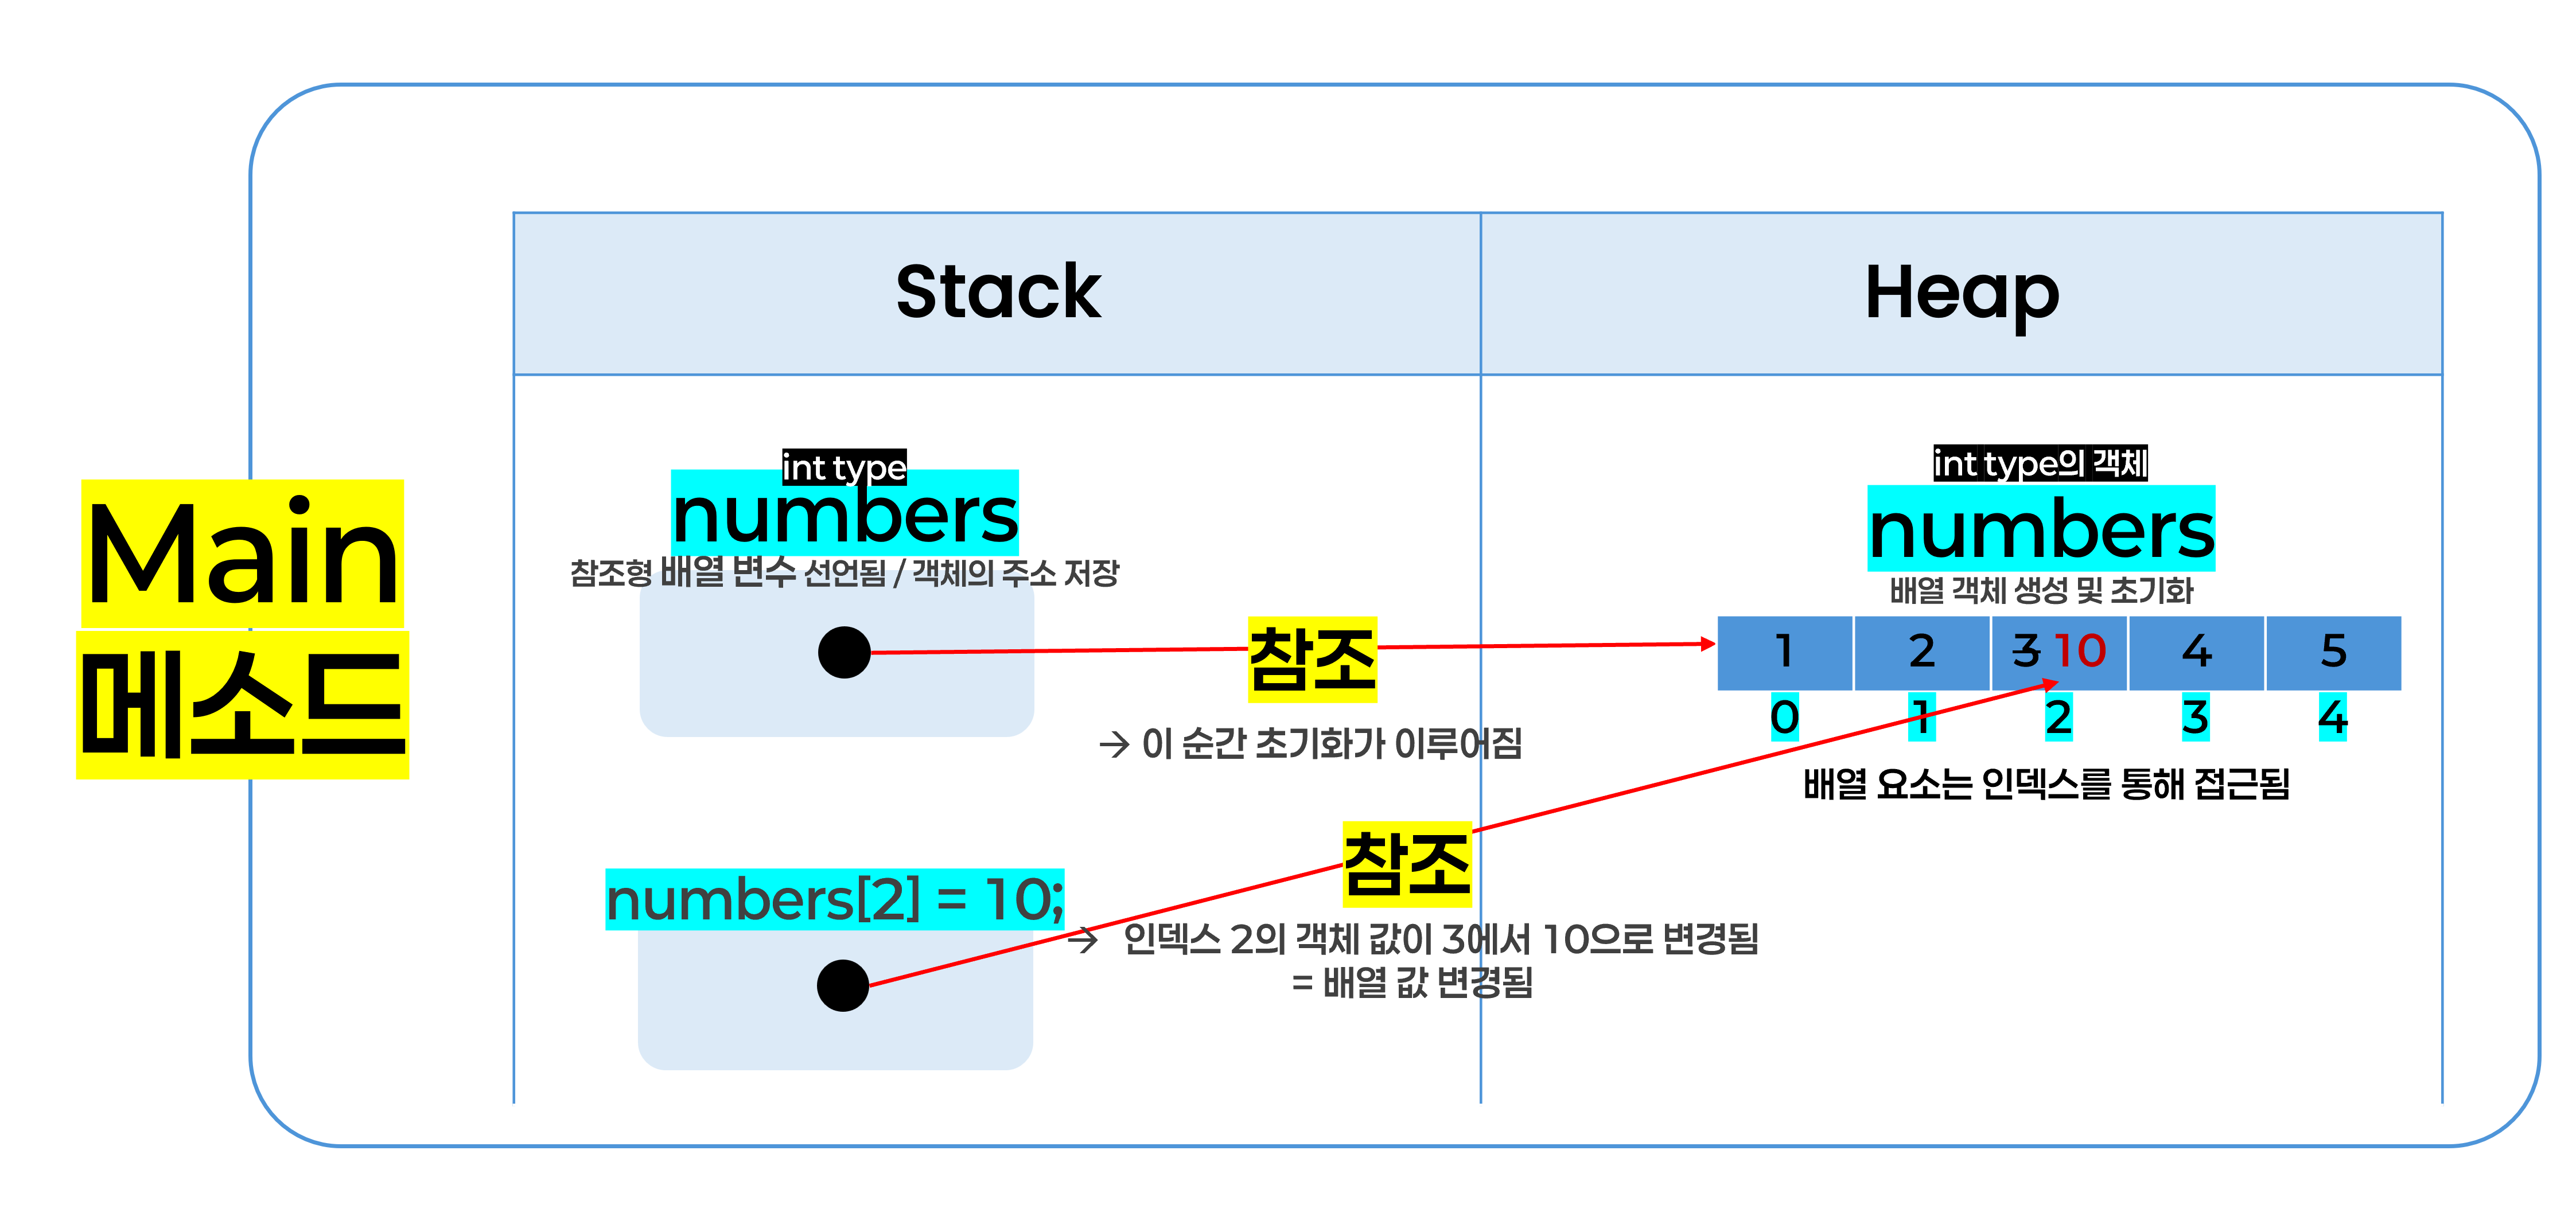 Stack
Heap
Main
메소드
int type
numbers
참조형 배열 변수 선언됨 / 객체의 주소 저장
int type의 객체
numbers
배열 객체 생성 및 초기화
참조
→ 이 순간 초기화가 이루어짐
1 2 3 10 4 5
0 1 2 3 4
배열 요소는 인덱스를 통해 접근됨
numbers[2] = 10;
참조
→ 인덱스 2의 객체 값이 3에서 10으로 변경됨
= 배열 값 변경됨